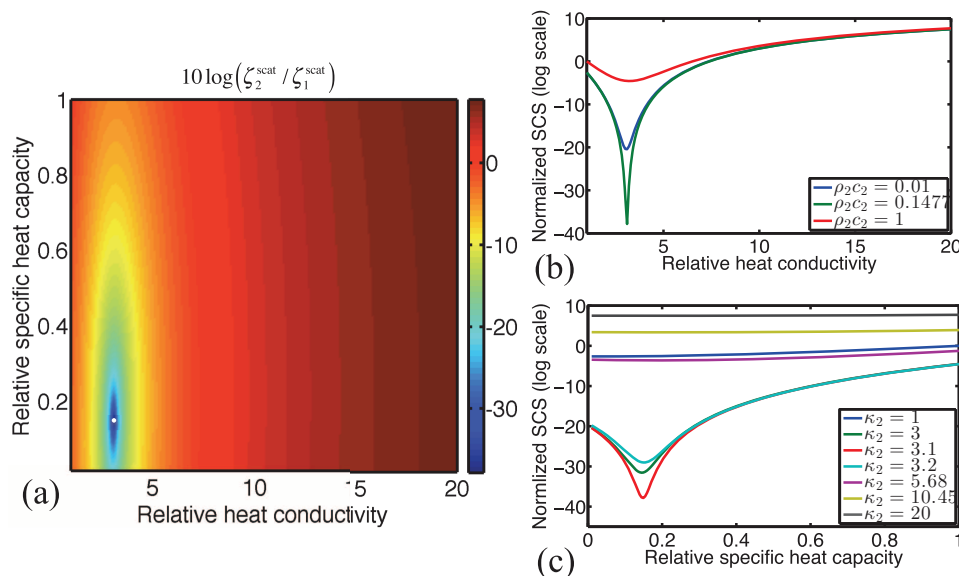 10 log(ζ₂ˢᶜᵃᵗ / ζ₁ˢᶜᵃᵗ)
1
0.8
0.6
0.4
0.2
Relative specific heat capacity
5
10
15
20
Relative heat conductivity
0
-10
-20
-30
(a)
10
0
−10
−20
−30
−40
Normalized SCS (log scale)
5
10
15
20
Relative heat conductivity
ρ₂c₂ = 0.01
ρ₂c₂ = 0.1477
ρ₂c₂ = 1
(b)
10
0
−10
−20
−30
−40
Normalized SCS (log scale)
0
0.2
0.4
0.6
0.8
1
Relative specific heat capacity
κ₂ = 1
κ₂ = 3
κ₂ = 3.1
κ₂ = 3.2
κ₂ = 5.68
κ₂ = 10.45
κ₂ = 20
(c)